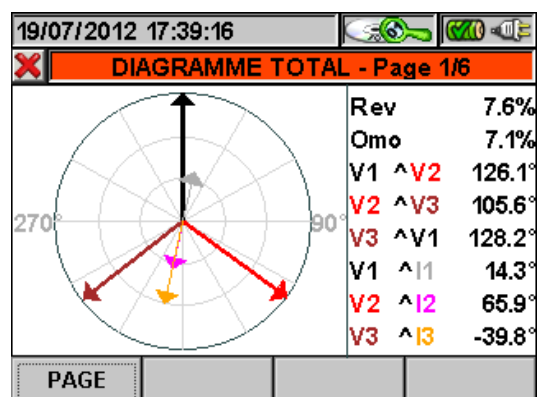 19/07/2012 17:39:16
DIAGRAMME TOTAL - Page 1/6
270°
90°
Rev 7.6%
Omo 7.1%
V1 ^V2 126.1°
V2 ^V3 105.6°
V3 ^V1 128.2°
V1 ^I1 14.3°
V2 ^I2 65.9°
V3 ^I3 -39.8°
PAGE